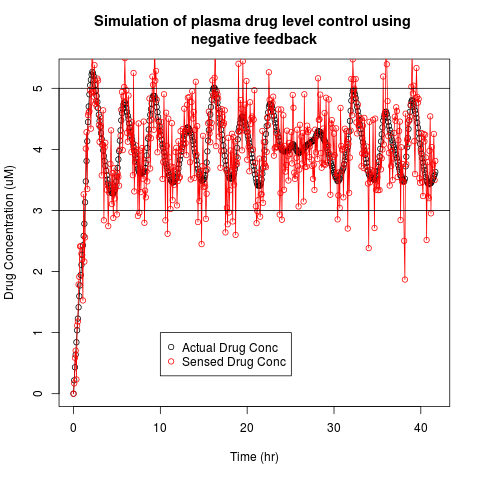 Simulation of plasma drug level control using
negative feedback
Drug Concentration (uM)
5
4
3
2
1
0
Actual Drug Conc
Sensed Drug Conc
0 10 20 30 40
Time (hr)